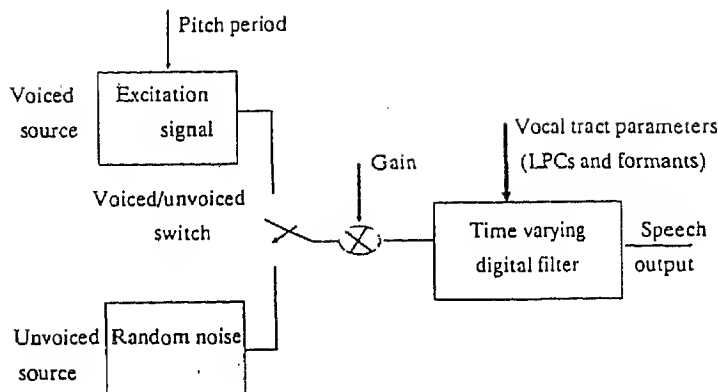 Pitch period
Voiced
source
Excitation
signal
Gain
Vocal tract parameters
(LPCs and formants)
Voiced/unvoiced
switch
Time varying
digital filter
Speech
output
Unvoiced
source
Random noise